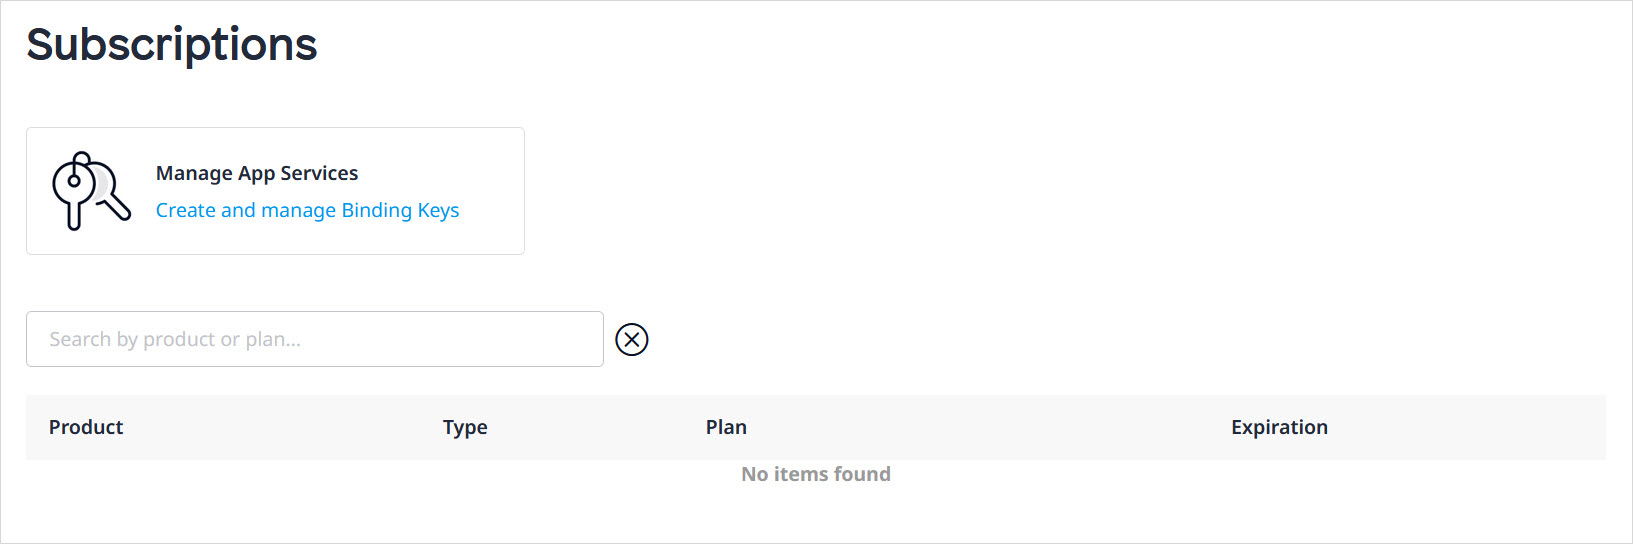 Subscriptions
Manage App Services
Create and manage Binding Keys
Search by product or plan...
Product Type Plan Expiration
No items found